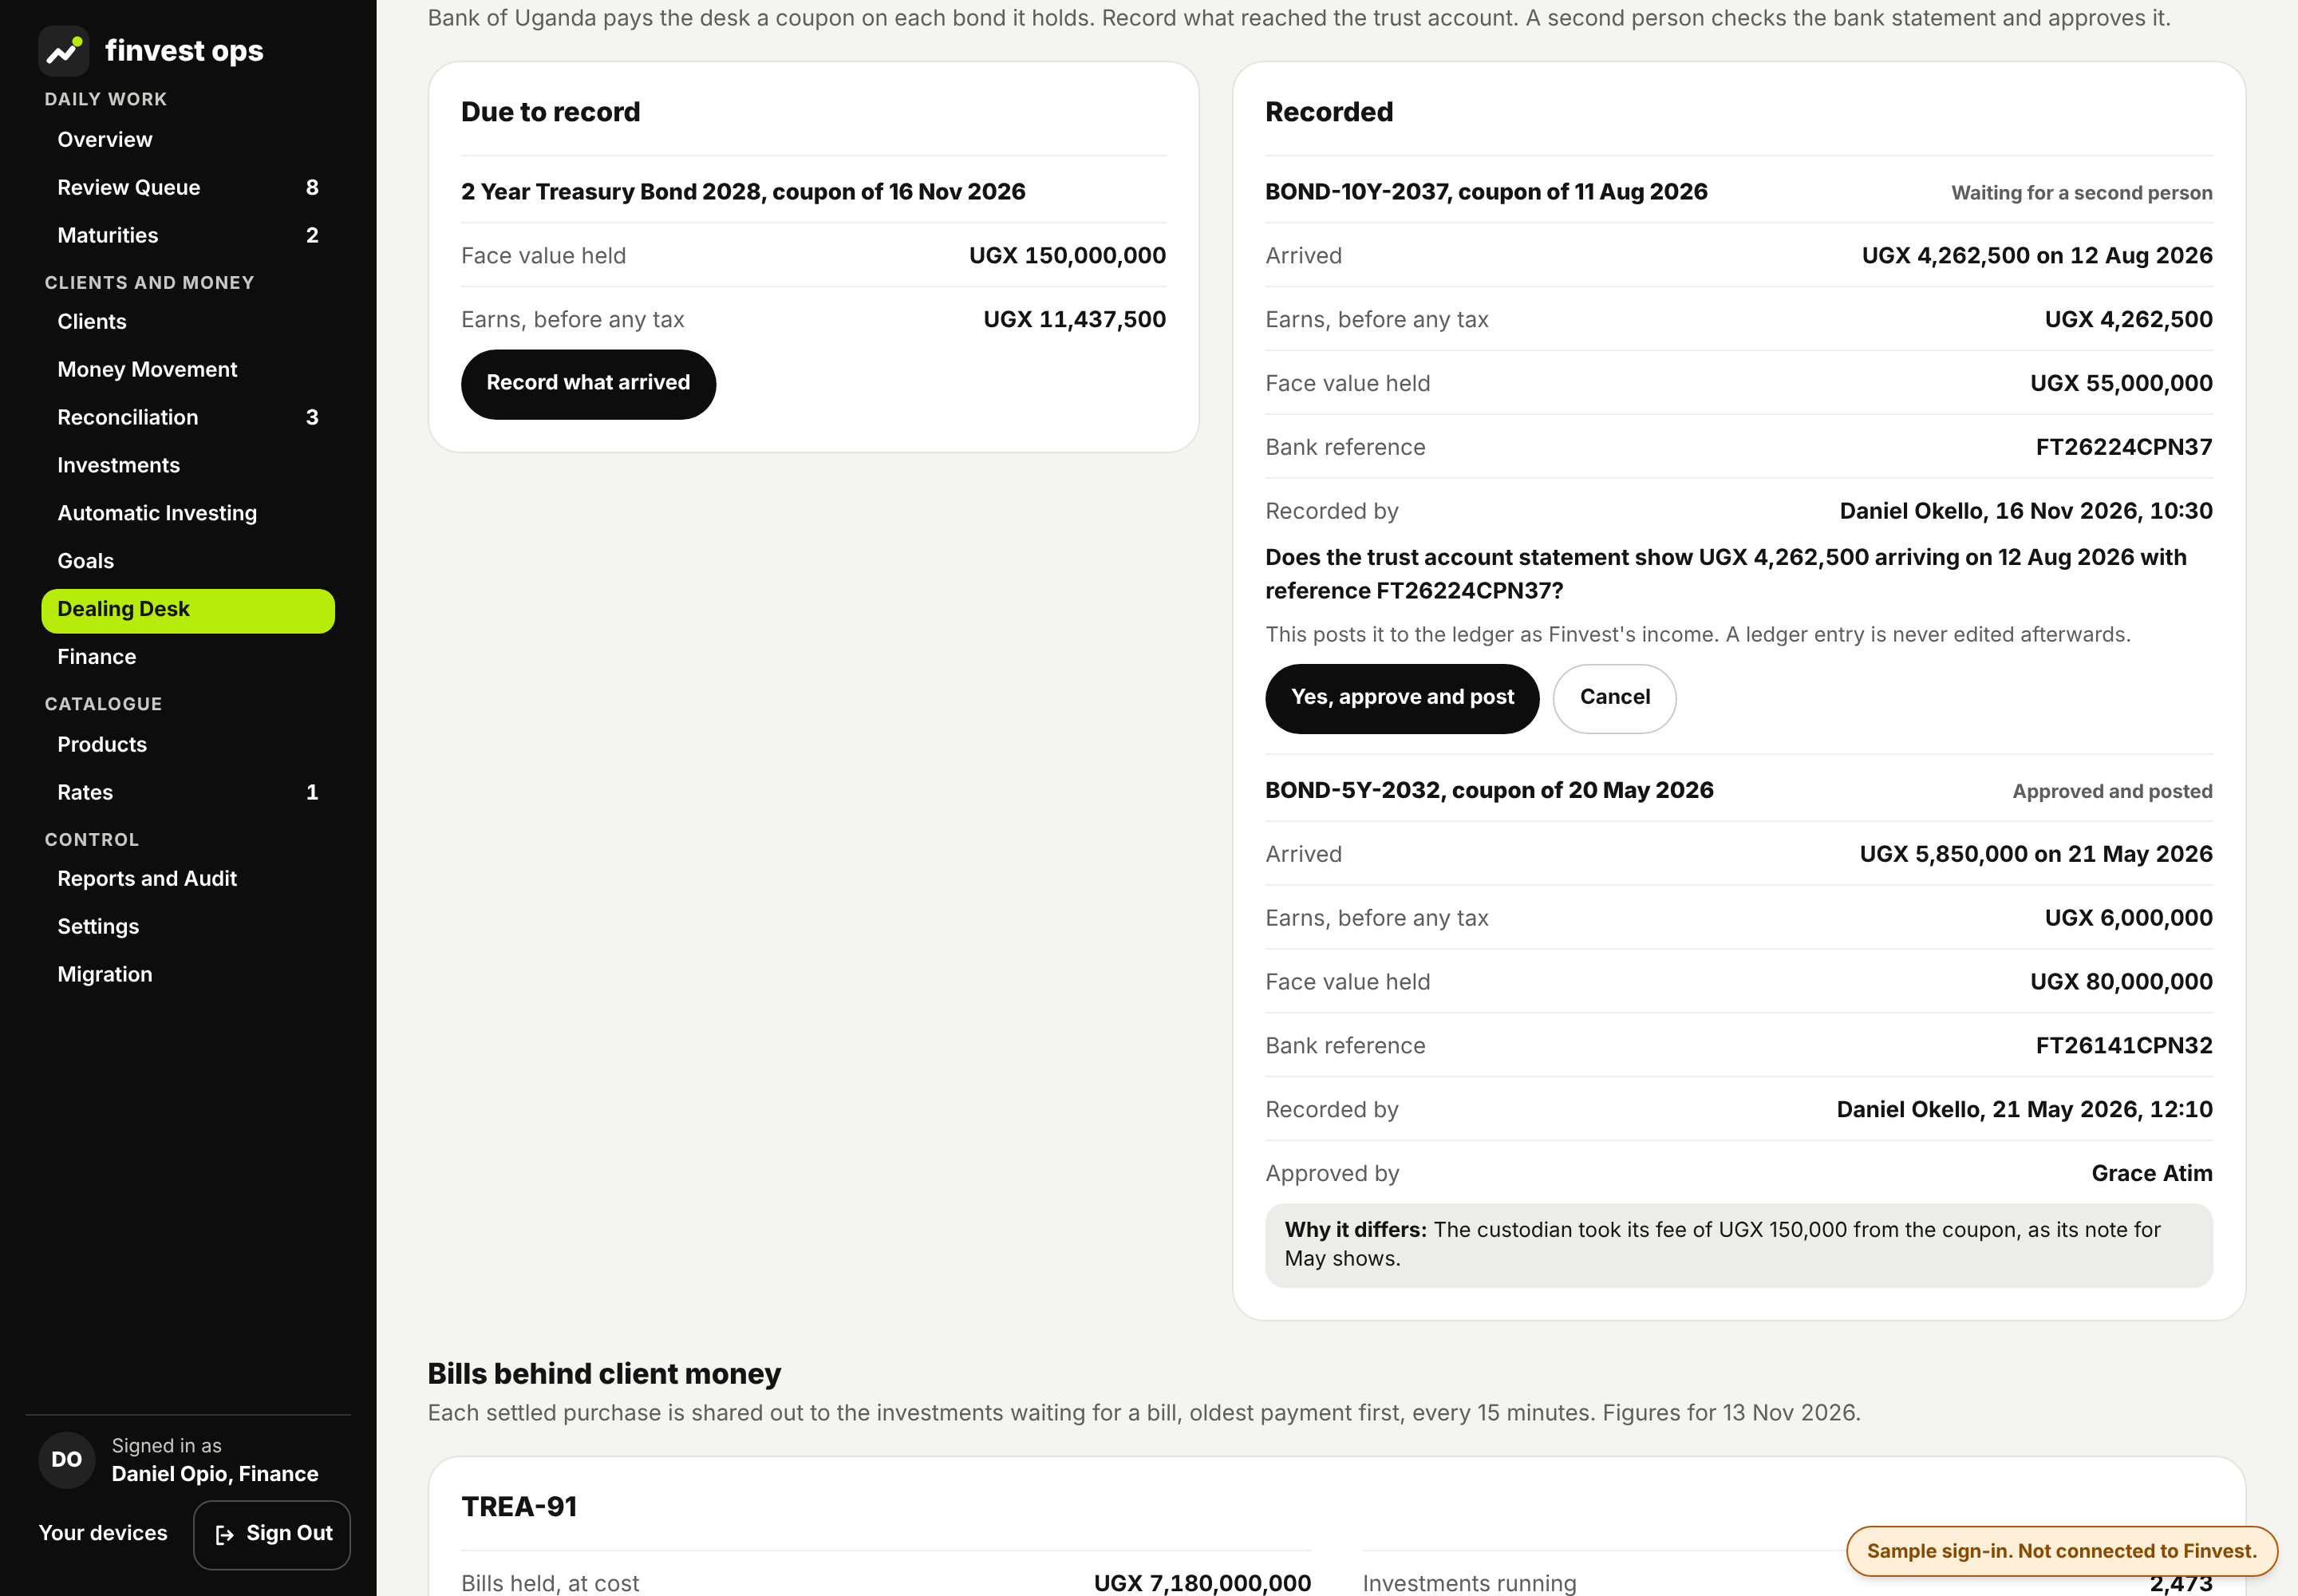 finvest ops
DAILY WORK
Overview
Review Queue 8
Maturities 2
CLIENTS AND MONEY
Clients
Money Movement
Reconciliation 3
Investments
Automatic Investing
Goals
Dealing Desk
Finance
CATALOGUE
Products
Rates 1
CONTROL
Reports and Audit
Settings
Migration
DO
Signed in as
Daniel Opio, Finance
Your devices
Sign Out
Bank of Uganda pays the desk a coupon on each bond it holds. Record what reached the trust account. A second person checks the bank statement and approves it.
Due to record
2 Year Treasury Bond 2028, coupon of 16 Nov 2026
Face value held UGX 150,000,000
Earns, before any tax UGX 11,437,500
Record what arrived
Recorded
BOND-10Y-2037, coupon of 11 Aug 2026 Waiting for a second person
Arrived UGX 4,262,500 on 12 Aug 2026
Earns, before any tax UGX 4,262,500
Face value held UGX 55,000,000
Bank reference FT26224CPN37
Recorded by Daniel Okello, 16 Nov 2026, 10:30
Does the trust account statement show UGX 4,262,500 arriving on 12 Aug 2026 with
reference FT26224CPN37?
This posts it to the ledger as Finvest's income. A ledger entry is never edited afterwards.
Yes, approve and post Cancel
BOND-5Y-2032, coupon of 20 May 2026 Approved and posted
Arrived UGX 5,850,000 on 21 May 2026
Earns, before any tax UGX 6,000,000
Face value held UGX 80,000,000
Bank reference FT26141CPN32
Recorded by Daniel Okello, 21 May 2026, 12:10
Approved by Grace Atim
Why it differs: The custodian took its fee of UGX 150,000 from the coupon, as its note for
May shows.
Bills behind client money
Each settled purchase is shared out to the investments waiting for a bill, oldest payment first, every 15 minutes. Figures for 13 Nov 2026.
TREA-91
Bills held, at cost UGX 7,180,000,000
Investments running 2,473
Sample sign-in. Not connected to Finvest.